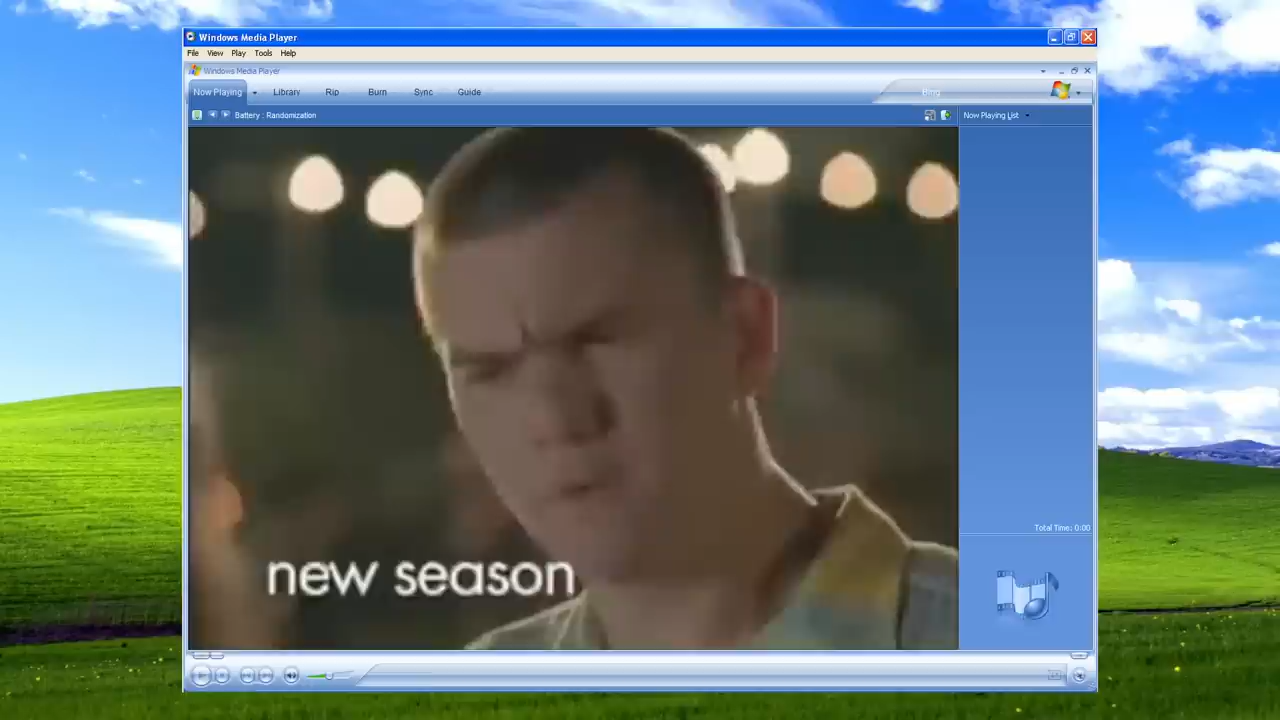 Windows Media Player
File View Play Tools Help
Windows Media Player
Now Playing Library Rip Burn Sync Guide Bing
Battery : Randomization Now Playing List
new season
Total Time: 0:00